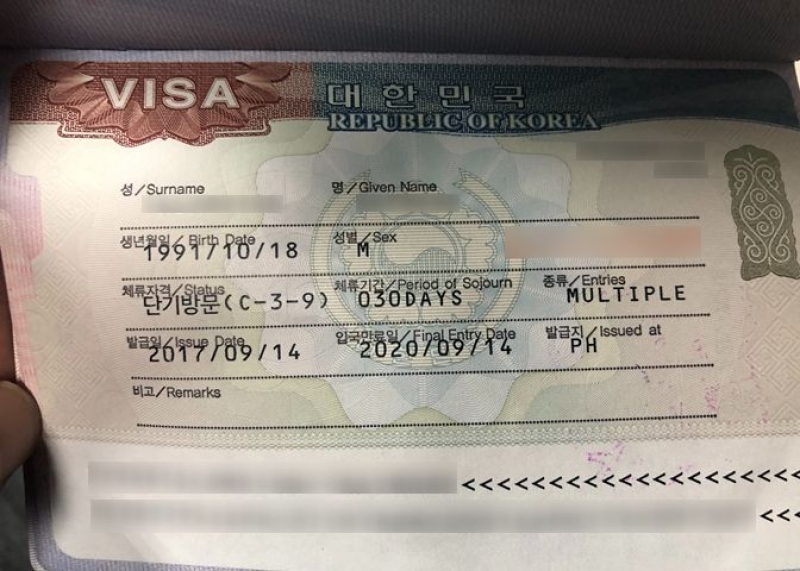 VISA 대한민국
REPUBLIC OF KOREA
성/Surname 명/Given Name
생년월일/Birth Date 성별/Sex
1991/10/18 M
체류자격/Status 체류기간/Period of Sojourn 종류/Entries
단기방문(C-3-9) 030DAYS MULTIPLE
발급일/Issue Date 입국만료일/Final Entry Date 발급지/Issued at
2017/09/14 2020/09/14 PH
비고/Remarks
<<<<<<<<<<<<<<<<<
<<<